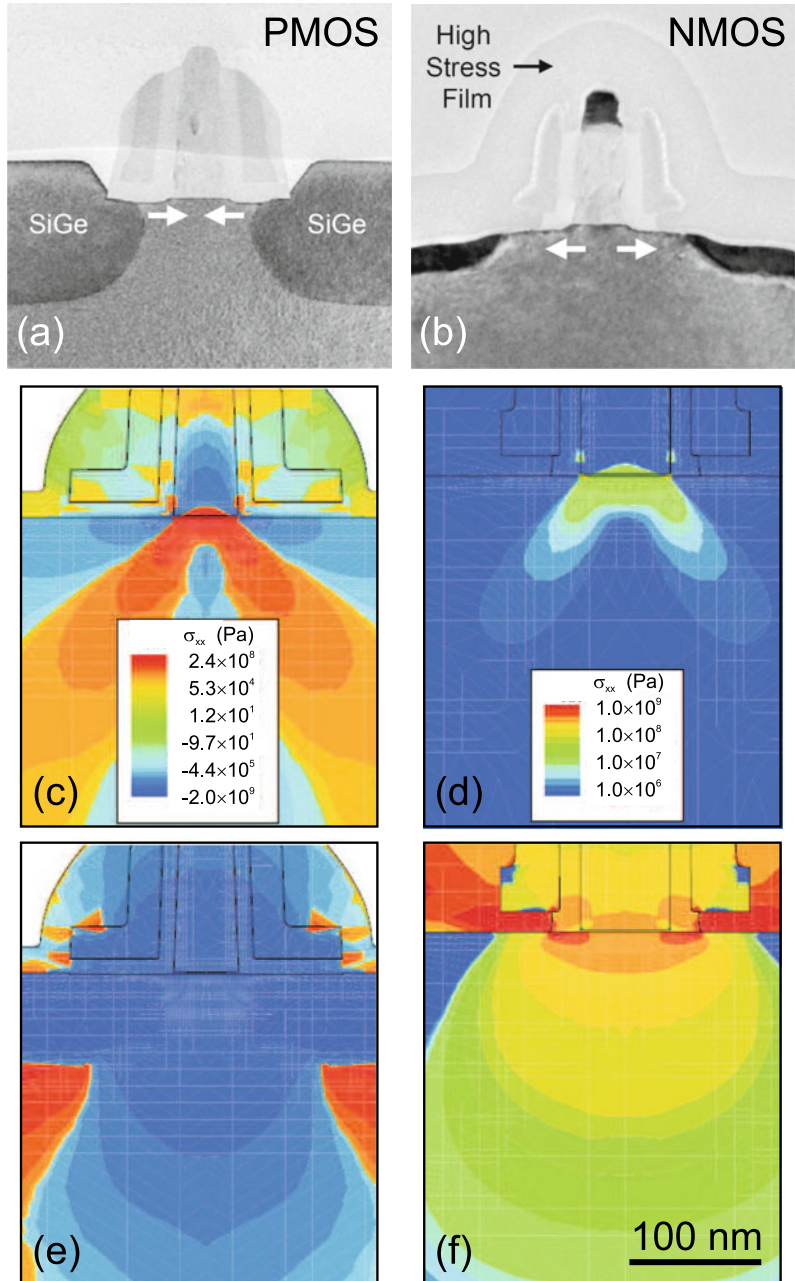 PMOS
SiGe
SiGe
(a)
High
Stress
Film
NMOS
(b)
σxx (Pa)
2.4×10⁸
5.3×10⁴
1.2×10¹
-9.7×10¹
-4.4×10⁵
-2.0×10⁹
(c)
σxx (Pa)
1.0×10⁹
1.0×10⁸
1.0×10⁷
1.0×10⁶
(d)
(e)
(f)
100 nm